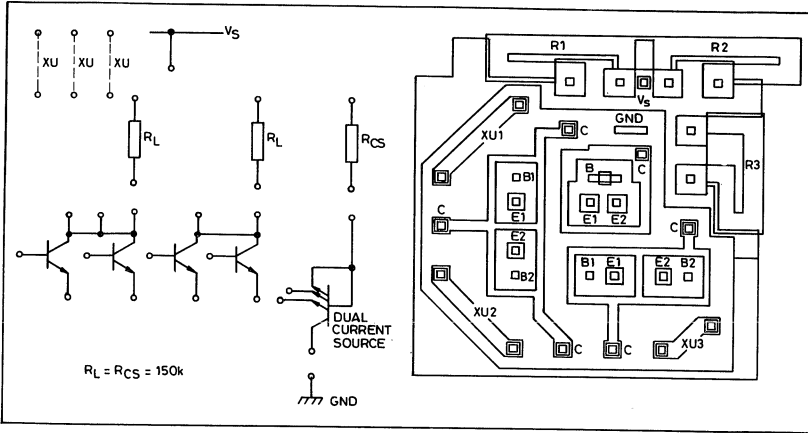 XU XU XU
VS
RL
RL
RCS
DUAL
CURRENT
SOURCE
RL = RCS = 150k
GND
R1 R2
VS
GND
XU1
C
C
B
B1
E1 E2
E1
R3
C
C
E2
B2
B1 E1 E2 B2
XU2
XU3
C C